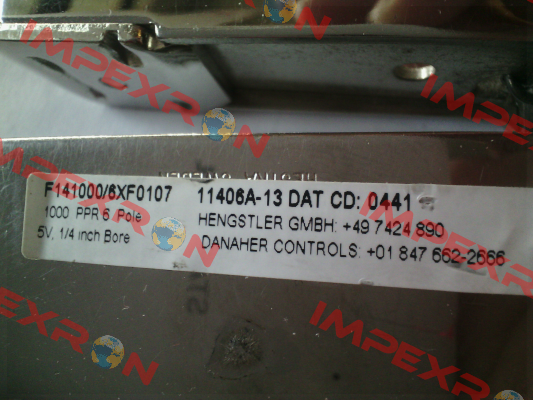 F141000/6XF0107 11406A-13 DAT CD: 0441
1000 PPR 6 Pole HENGSTLER GMBH: +49 7424 890
5V, 1/4 inch Bore DANAHER CONTROLS: +01 847 662-2666
IMPEXRON
IMPEXRON
IMPEXRON
IMPEXRON
IMPEXRON